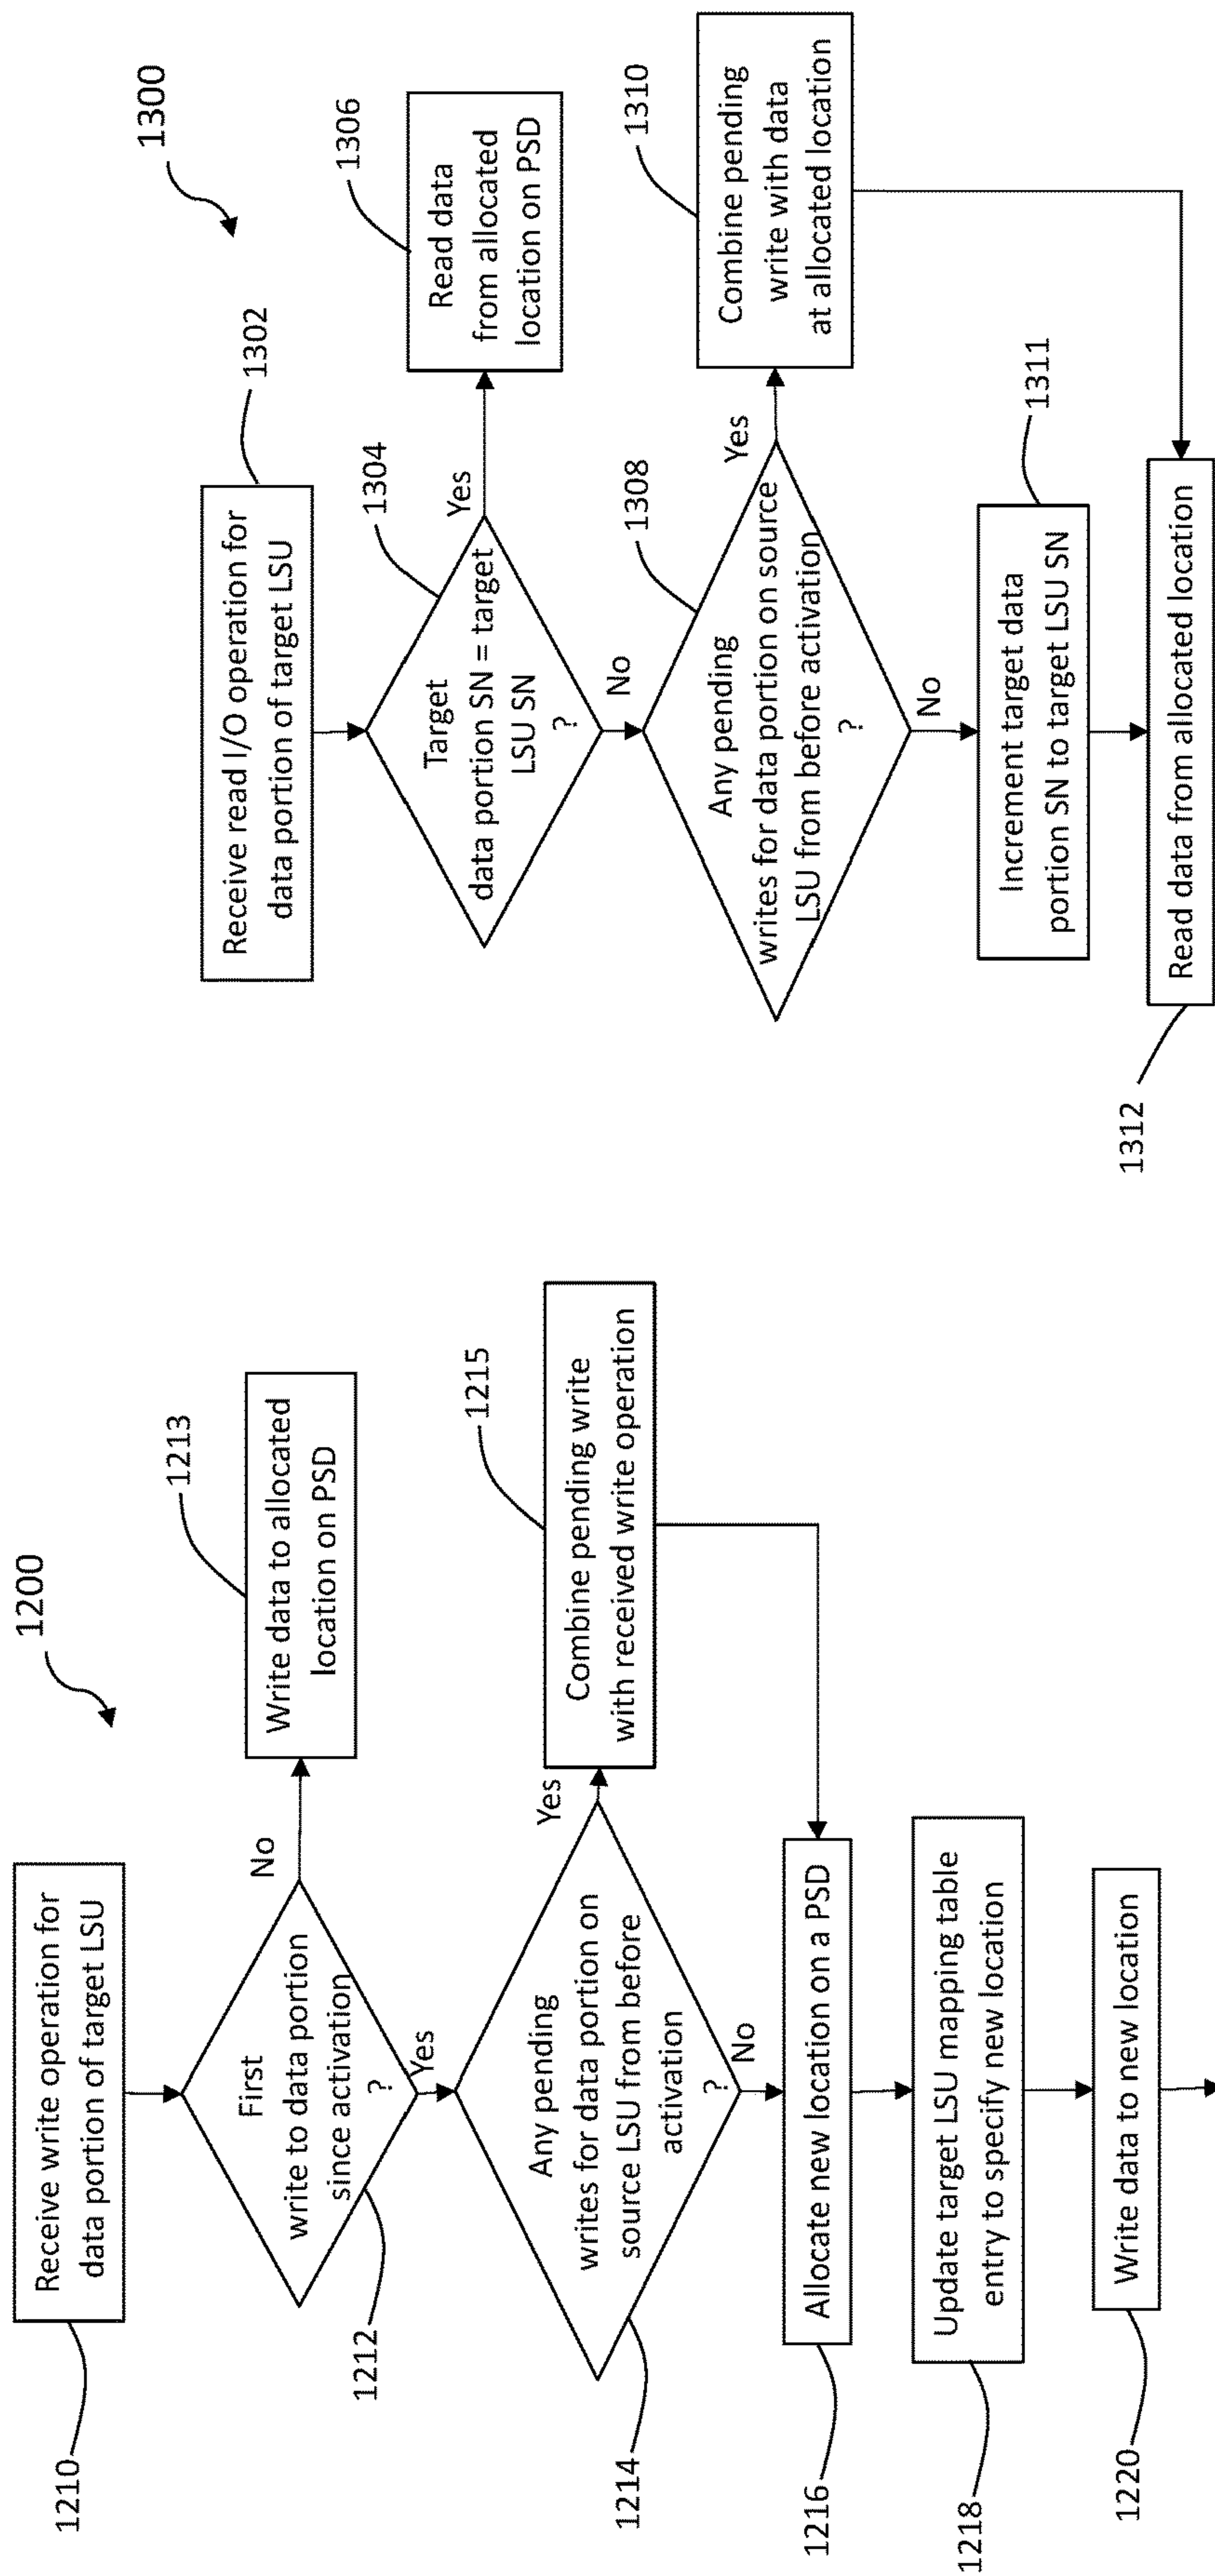 1200
1210
Receive write operation for
data portion of target LSU
1212
First
write to data portion
since activation
?
No
1213
Write data to allocated
location on PSD
Yes
1214
Any pending
writes for data portion on
source LSU from before
activation
?
Yes
1215
Combine pending write
with received write operation
No
1216
Allocate new location on a PSD
1218
Update target LSU mapping table
entry to specify new location
1220
Write data to new location
1300
1302
Receive read I/O operation for
data portion of target LSU
1304
Target
data portion SN = target
LSU SN
?
Yes
1306
Read data
from allocated
location on PSD
No
1308
Any pending
writes for data portion on source
LSU from before activation
?
Yes
1310
Combine pending
write with data
at allocated location
No
1311
Increment target data
portion SN to target LSU SN
1312
Read data from allocated location